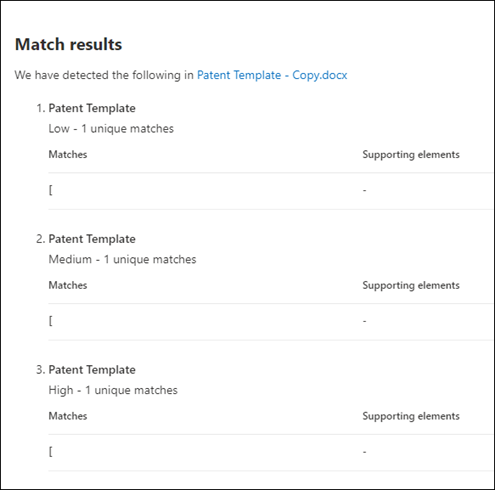 Match results
We have detected the following in Patent Template - Copy.docx
1. Patent Template
Low - 1 unique matches
Matches Supporting elements
[ -
2. Patent Template
Medium - 1 unique matches
Matches Supporting elements
[ -
3. Patent Template
High - 1 unique matches
Matches Supporting elements
[ -